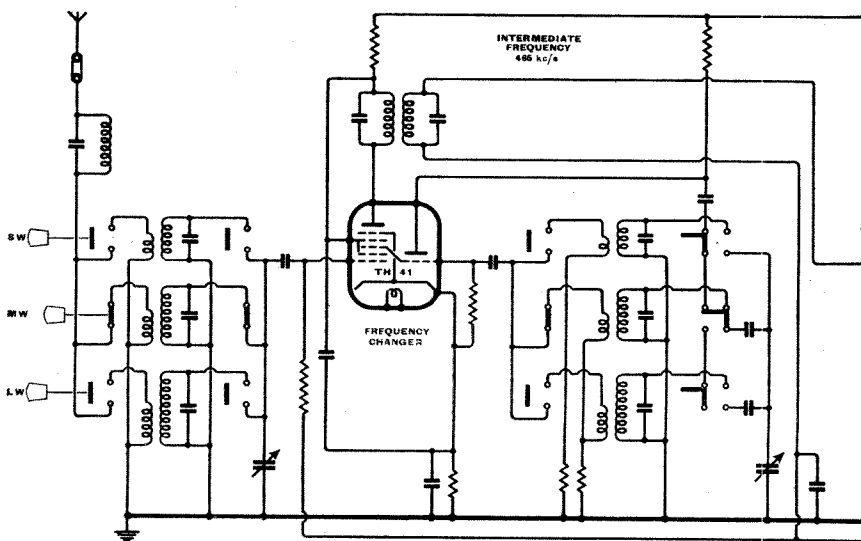 INTERMEDIATE
FREQUENCY
465 kc/s
SW
TH 41
MW
FREQUENCY
CHANGER
LW